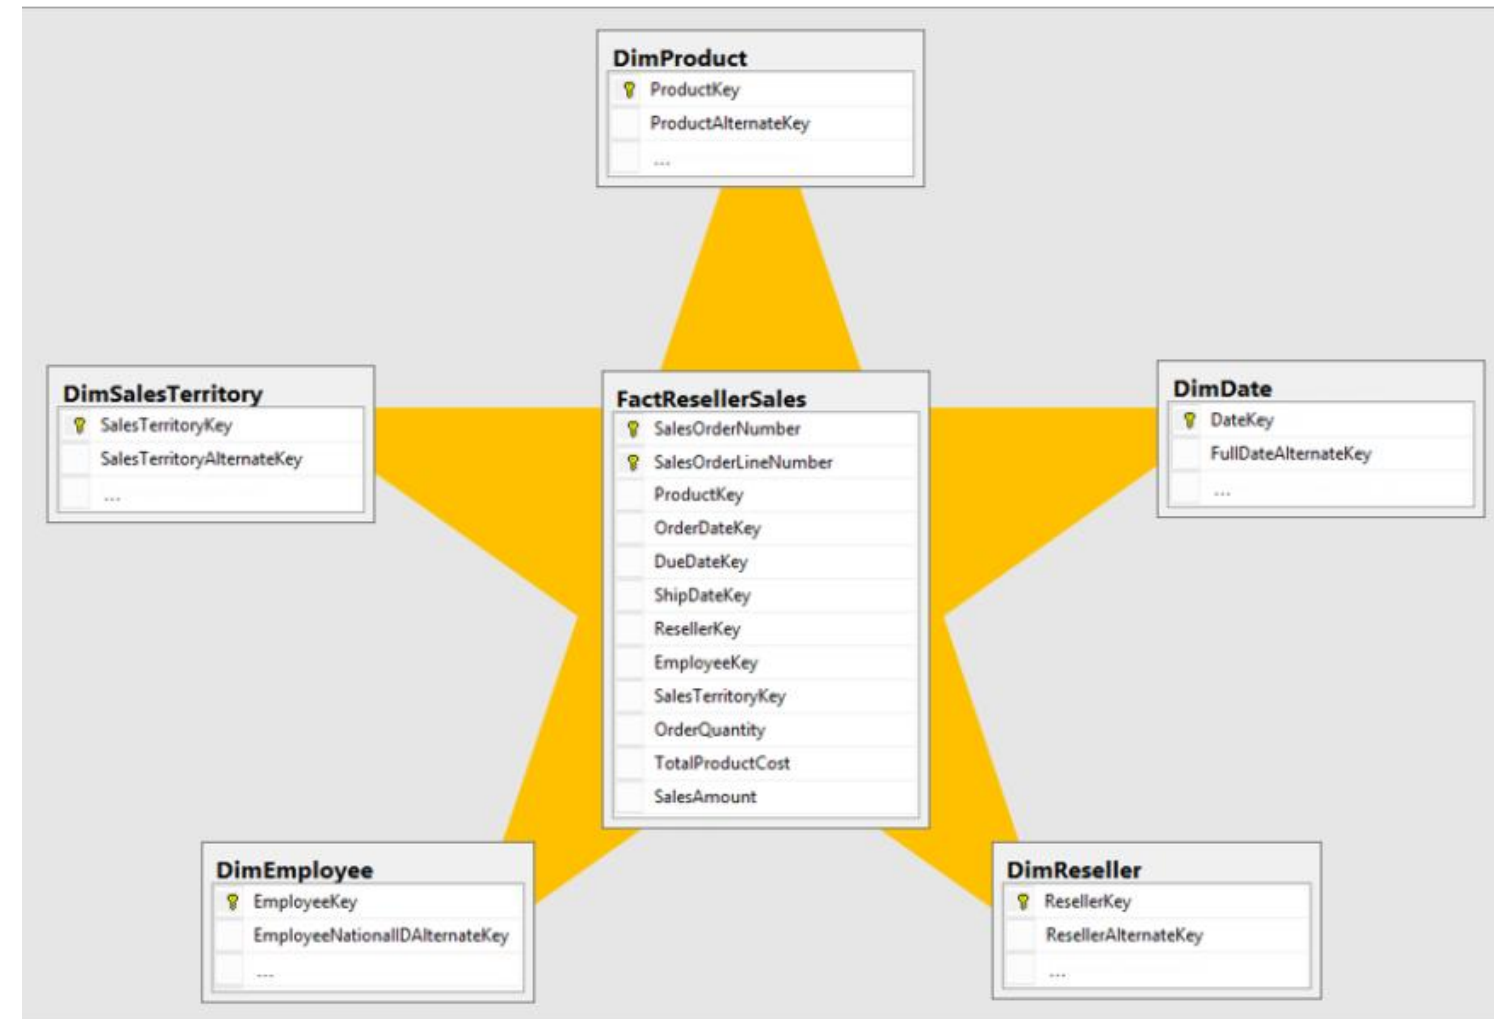 DimProduct
ProductKey
ProductAlternateKey
...
DimSalesTerritory
SalesTerritoryKey
SalesTerritoryAlternateKey
...
FactResellerSales
SalesOrderNumber
SalesOrderLineNumber
ProductKey
OrderDateKey
DueDateKey
ShipDateKey
ResellerKey
EmployeeKey
SalesTerritoryKey
OrderQuantity
TotalProductCost
SalesAmount
DimDate
DateKey
FullDateAlternateKey
...
DimEmployee
EmployeeKey
EmployeeNationalIDAlternateKey
...
DimReseller
ResellerKey
ResellerAlternateKey
...